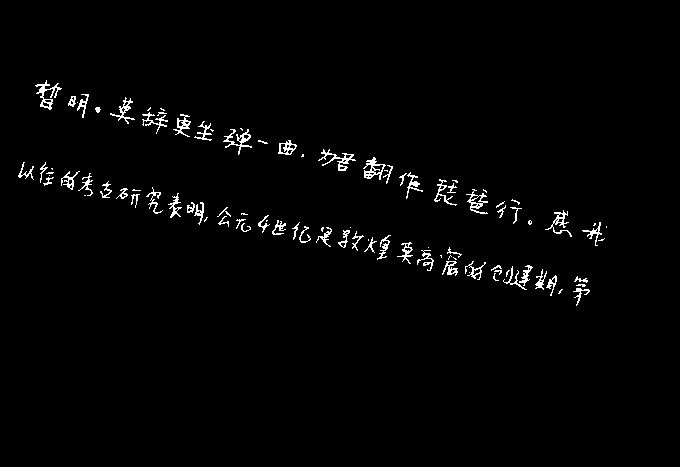 暂明。莫辞更坐弹一曲,为君翻作琵琶行。感我
以往的考古研究表明,公元4世纪是敦煌莫高窟的创建期,第